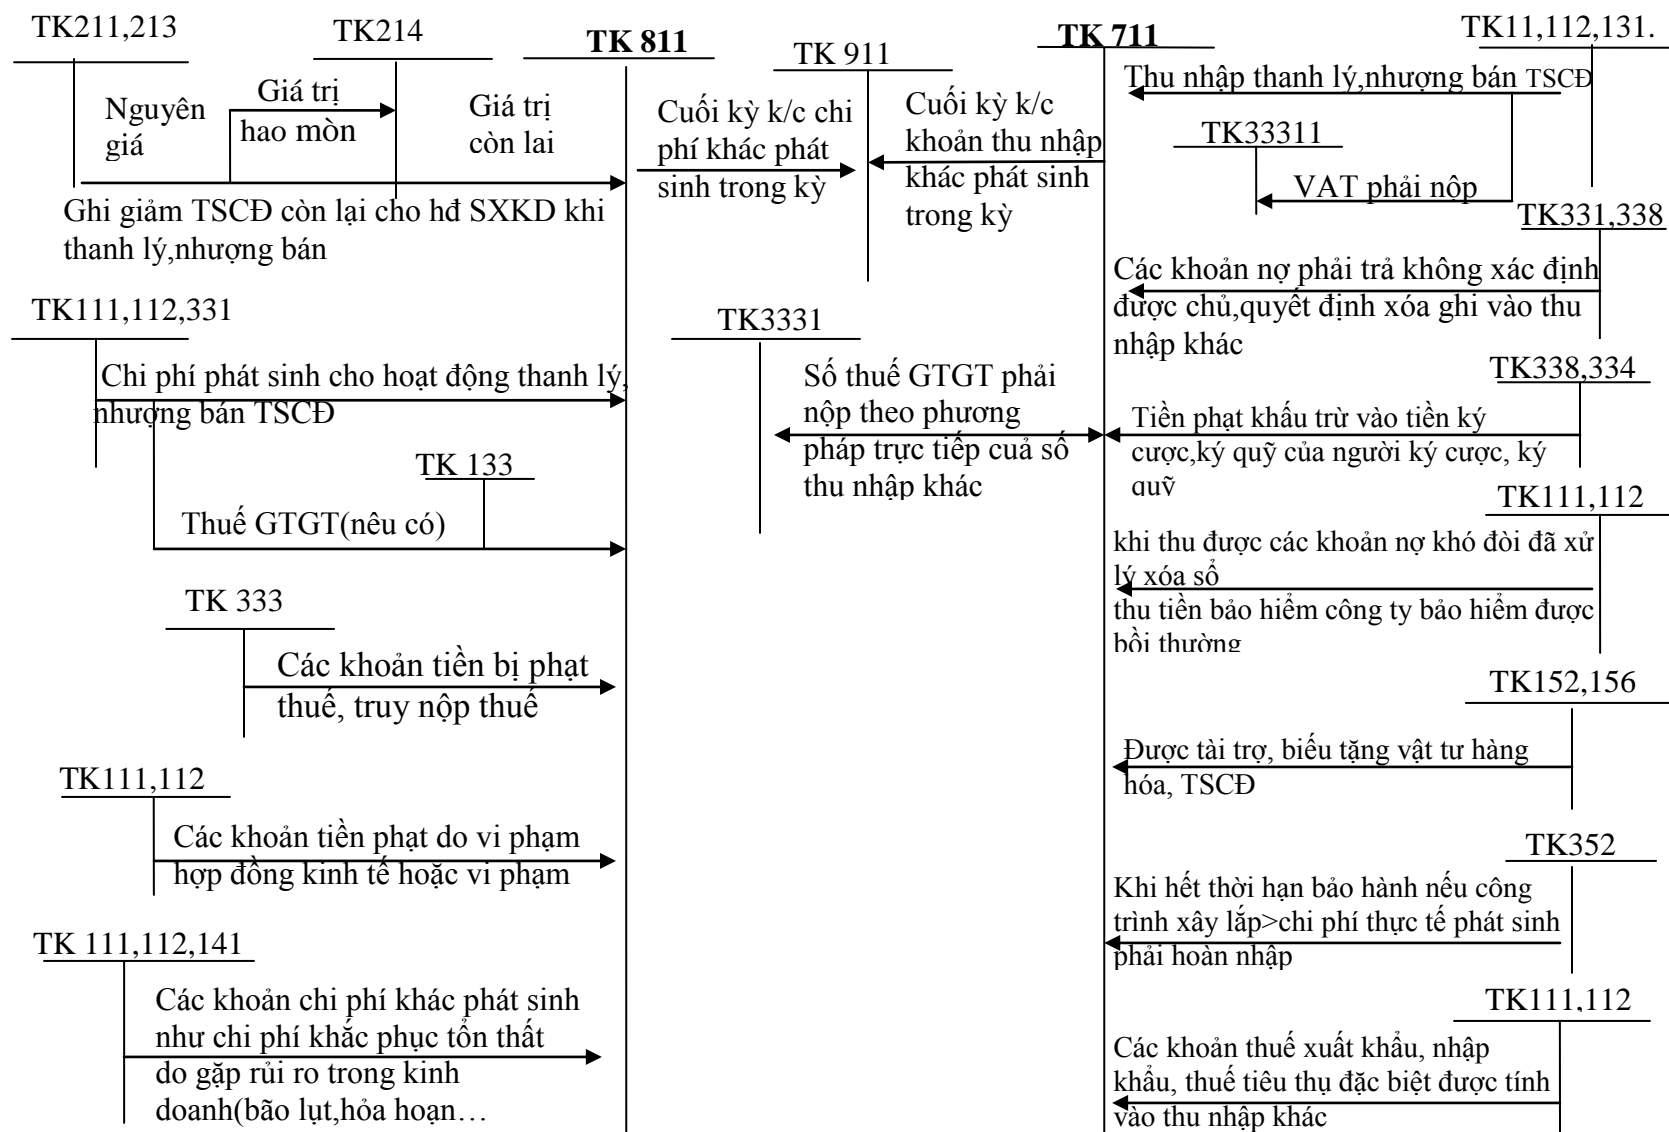 TK211,213
TK214
TK 811
TK 911
TK 711
TK11,112,131.
Nguyên
giá
Giá trị
hao mòn
Giá trị
còn lai
Ghi giảm TSCĐ còn lại cho hđ SXKD khi
thanh lý,nhượng bán
Cuối kỳ k/c chi
phí khác phát
sinh trong kỳ
Cuối kỳ k/c
khoản thu nhập
khác phát sinh
trong kỳ
Thu nhập thanh lý,nhượng bán TSCĐ
TK33311
VAT phải nộp
TK331,338
Các khoản nợ phải trả không xác định
được chủ,quyết định xóa ghi vào thu
nhập khác
TK111,112,331
Chi phí phát sinh cho hoạt động thanh lý,
nhượng bán TSCĐ
TK 133
Thuế GTGT(nêu có)
TK3331
Số thuế GTGT phải
nộp theo phương
pháp trực tiếp cuả số
thu nhập khác
TK338,334
Tiền phạt khấu trừ vào tiền ký
cược,ký quỹ của người ký cược, ký
quỹ
TK111,112
khi thu được các khoản nợ khó đòi đã xử
lý xóa sổ
thu tiền bảo hiểm công ty bảo hiểm được
bồi thường
TK 333
Các khoản tiền bị phạt
thuế, truy nộp thuế
TK152,156
Được tài trợ, biếu tặng vật tư hàng
hóa, TSCĐ
TK111,112
Các khoản tiền phạt do vi phạm
hợp đồng kinh tế hoặc vi phạm
TK352
Khi hết thời hạn bảo hành nếu công
trình xây lắp>chi phí thực tế phát sinh
phải hoàn nhập
TK 111,112,141
Các khoản chi phí khác phát sinh
như chi phí khắc phục tổn thất
do gặp rủi ro trong kinh
doanh(bão lụt,hỏa hoạn…
TK111,112
Các khoản thuế xuất khẩu, nhập
khẩu, thuế tiêu thụ đặc biệt được tính
vào thu nhập khác